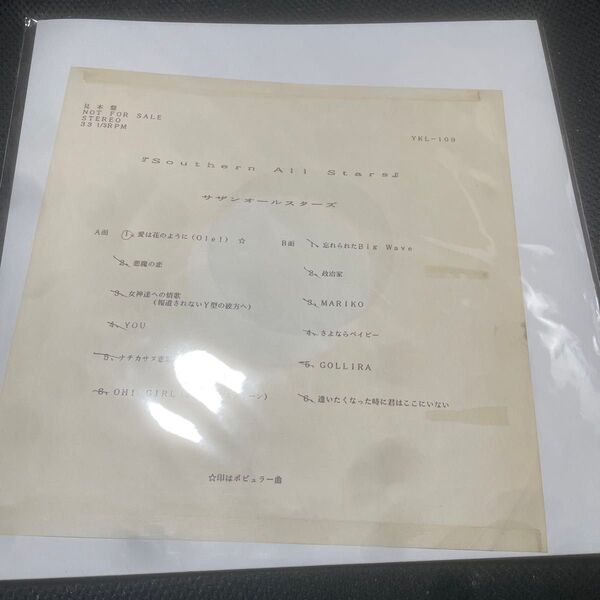 見本盤
NOT FOR SALE
STEREO
33 1/3RPM
YKL-109
『Southern All Stars』
サザンオールスターズ
A面 1. 愛は花のように(Ole!) ☆
2. 悪魔の恋
3. 女神達への情歌
(報道されないY型の彼方へ)
4. YOU
5. ナチカサヌ恋
6. OH! GIRL
ーン)
B面 1. 忘れられたBig Wave
2. 政治家
3. MARIKO
4. さよならベイビー
5. GOLLIRA
6. 逢いたくなった時に君はここにいない
☆印はポピュラー曲